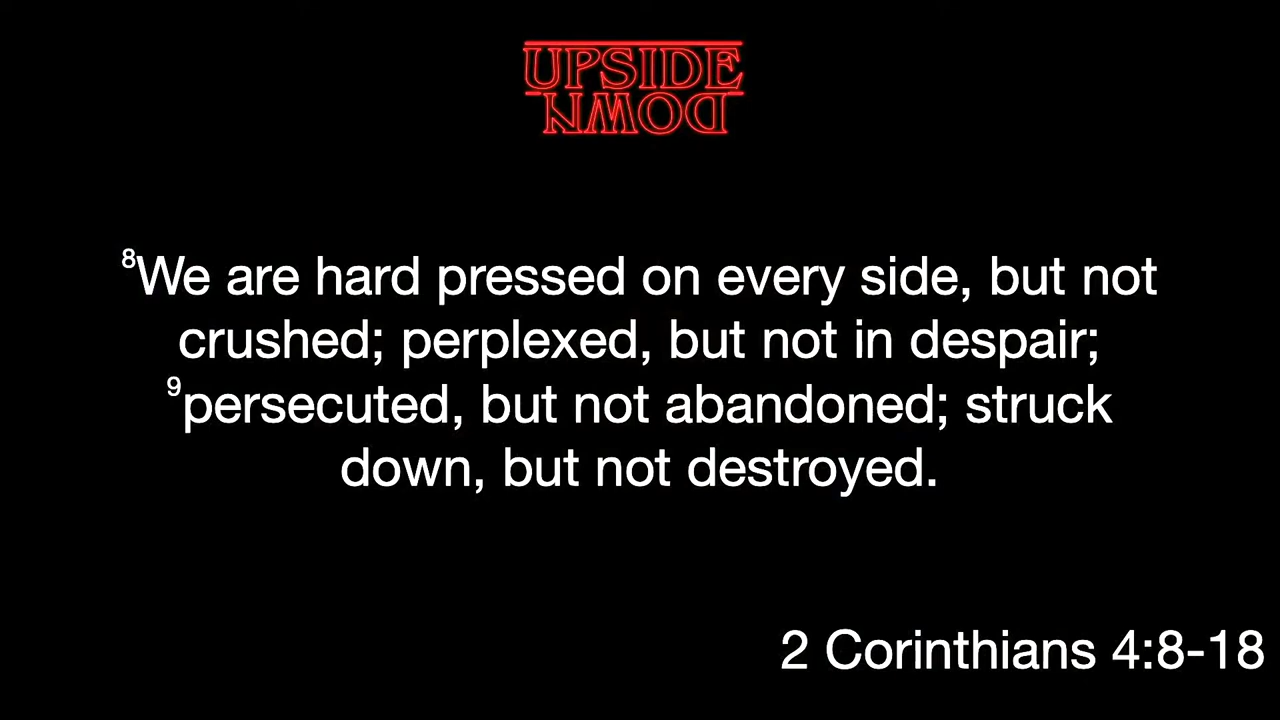 UPSIDE
DOWN
⁸We are hard pressed on every side, but not
crushed; perplexed, but not in despair;
⁹persecuted, but not abandoned; struck
down, but not destroyed.
2 Corinthians 4:8-18